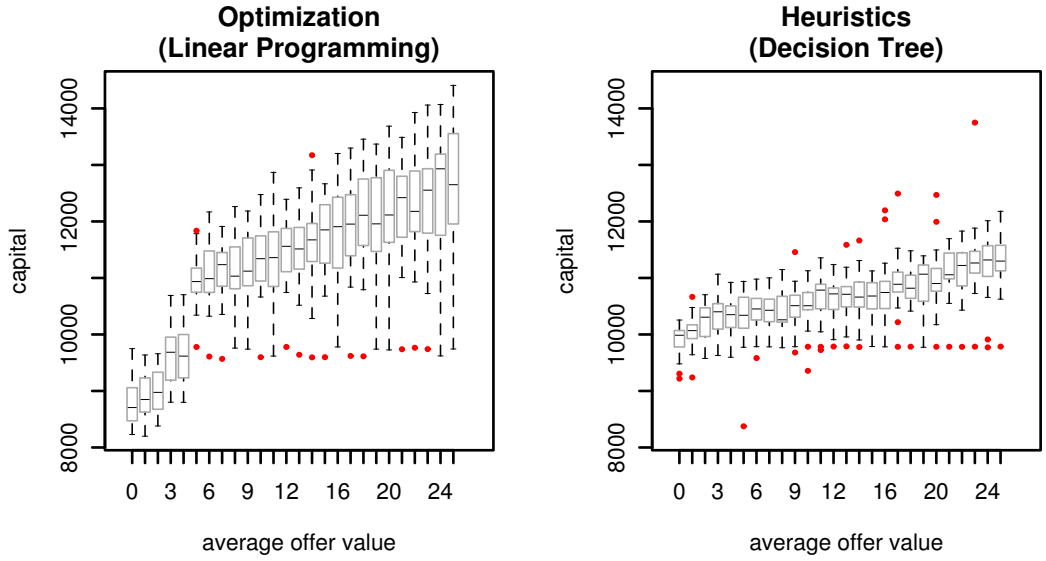 Optimization
(Linear Programming)
capital
14000
12000
10000
8000
0 3 6 9 12 16 20 24
average offer value
Heuristics
(Decision Tree)
capital
14000
12000
10000
8000
0 3 6 9 12 16 20 24
average offer value